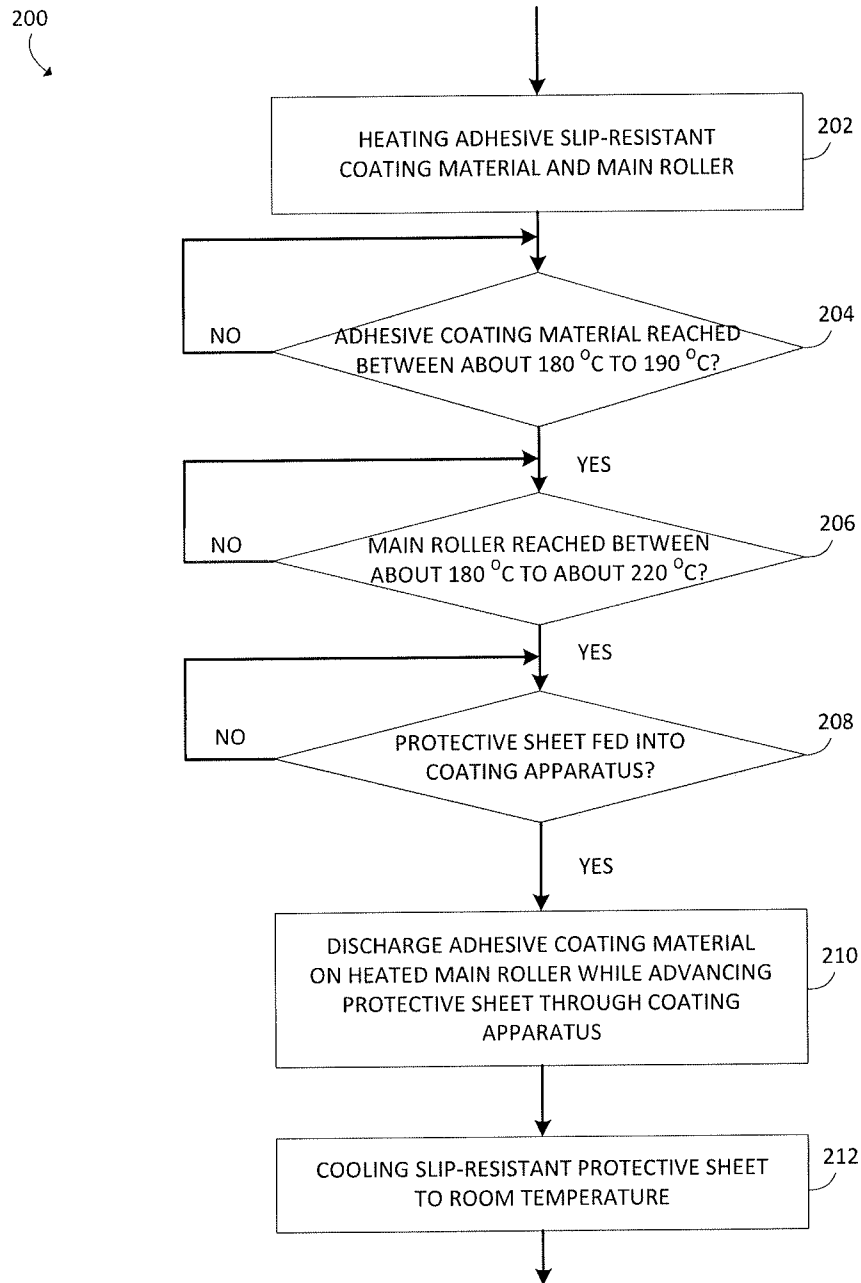 200
HEATING ADHESIVE SLIP-RESISTANT
COATING MATERIAL AND MAIN ROLLER
202
ADHESIVE COATING MATERIAL REACHED
BETWEEN ABOUT 180 °C TO 190 °C?
204
NO
YES
MAIN ROLLER REACHED BETWEEN
ABOUT 180 °C TO ABOUT 220 °C?
206
NO
YES
PROTECTIVE SHEET FED INTO
COATING APPARATUS?
208
NO
YES
DISCHARGE ADHESIVE COATING MATERIAL
ON HEATED MAIN ROLLER WHILE ADVANCING
PROTECTIVE SHEET THROUGH COATING
APPARATUS
210
COOLING SLIP-RESISTANT PROTECTIVE SHEET
TO ROOM TEMPERATURE
212